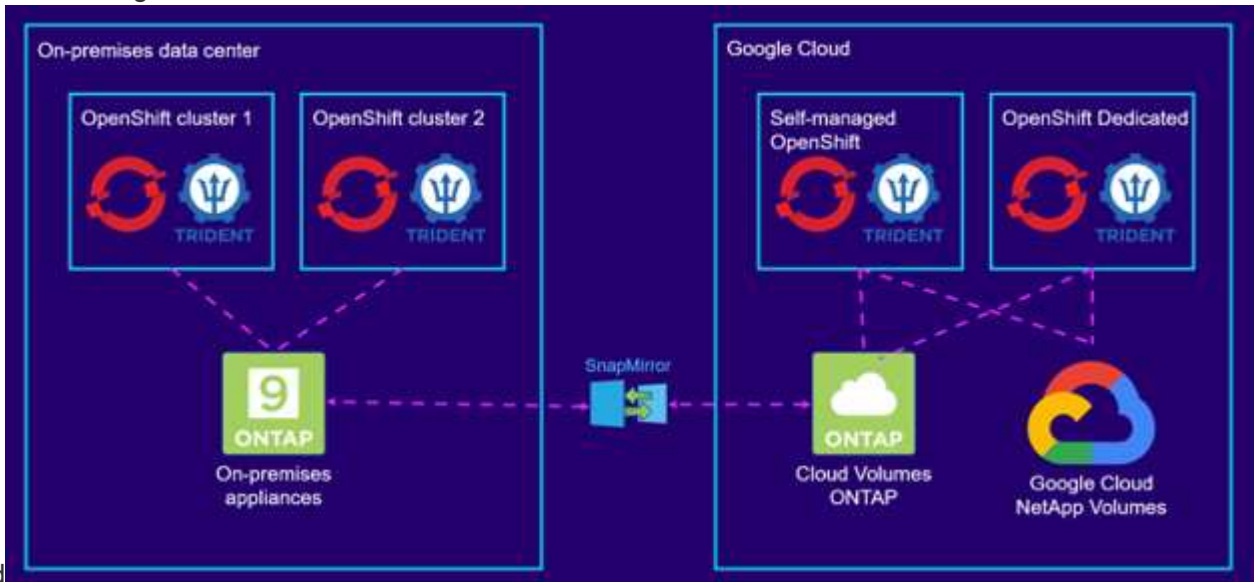 On-premises data center
OpenShift cluster 1
TRIDENT
OpenShift cluster 2
TRIDENT
9
ONTAP
On-premises
appliances
SnapMirror
Google Cloud
Self-managed
OpenShift
TRIDENT
OpenShift Dedicated
TRIDENT
ONTAP
Cloud Volumes
ONTAP
Google Cloud
NetApp Volumes